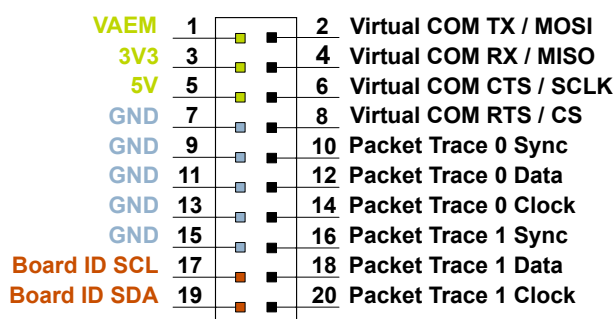 VAEM 1 2 Virtual COM TX / MOSI
3V3 3 4 Virtual COM RX / MISO
5V 5 6 Virtual COM CTS / SCLK
GND 7 8 Virtual COM RTS / CS
GND 9 10 Packet Trace 0 Sync
GND 11 12 Packet Trace 0 Data
GND 13 14 Packet Trace 0 Clock
GND 15 16 Packet Trace 1 Sync
Board ID SCL 17 18 Packet Trace 1 Data
Board ID SDA 19 20 Packet Trace 1 Clock